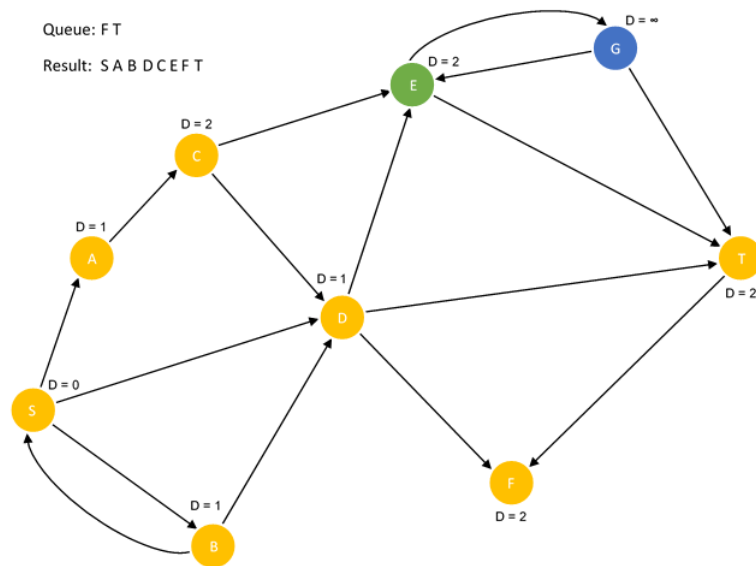 Queue: F T
Result: S A B D C E F T
D = ∞
G
D = 2
E
D = 2
C
D = 1
A
T
D = 2
D = 1
D
D = 0
S
F
D = 2
D = 1
B